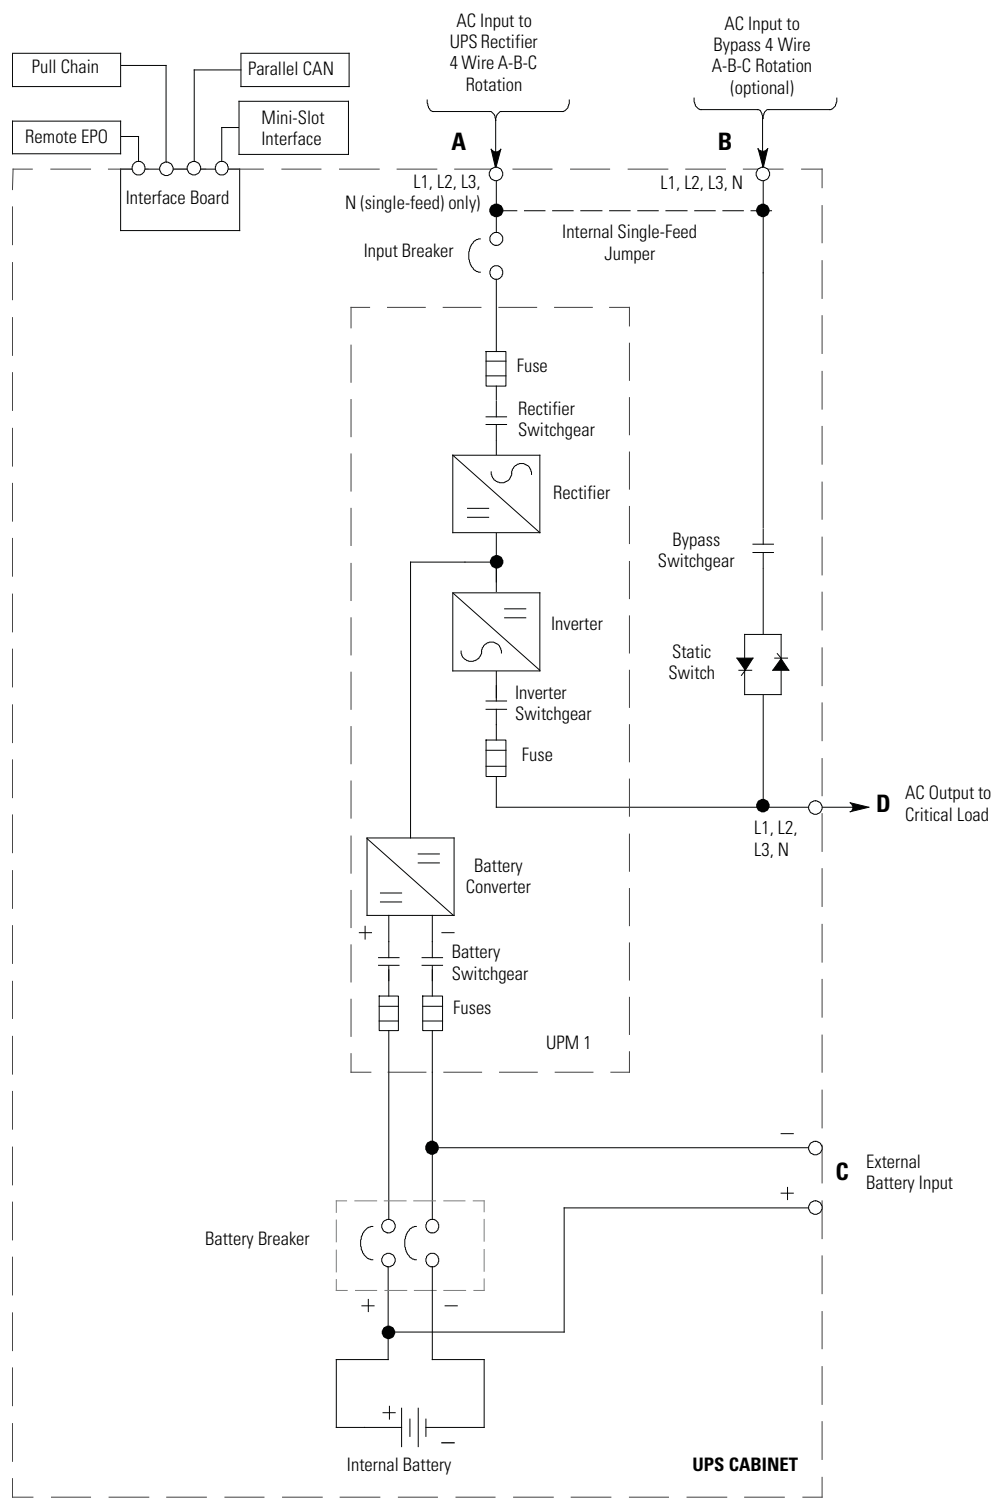 AC Input to
UPS Rectifier
4 Wire A-B-C
Rotation
AC Input to
Bypass 4 Wire
A-B-C Rotation
(optional)
Pull Chain
Parallel CAN
Remote EPO
Mini-Slot
Interface
A
B
Interface Board
L1, L2, L3,
N (single-feed) only)
L1, L2, L3, N
Internal Single-Feed
Jumper
Input Breaker
Fuse
Rectifier
Switchgear
Rectifier
Bypass
Switchgear
Inverter
Static
Switch
Inverter
Switchgear
Fuse
D
AC Output to
Critical Load
L1, L2,
L3, N
Battery
Converter
+
–
Battery
Switchgear
Fuses
UPM 1
–
C
External
Battery Input
+
Battery Breaker
+
–
+
–
Internal Battery
UPS CABINET